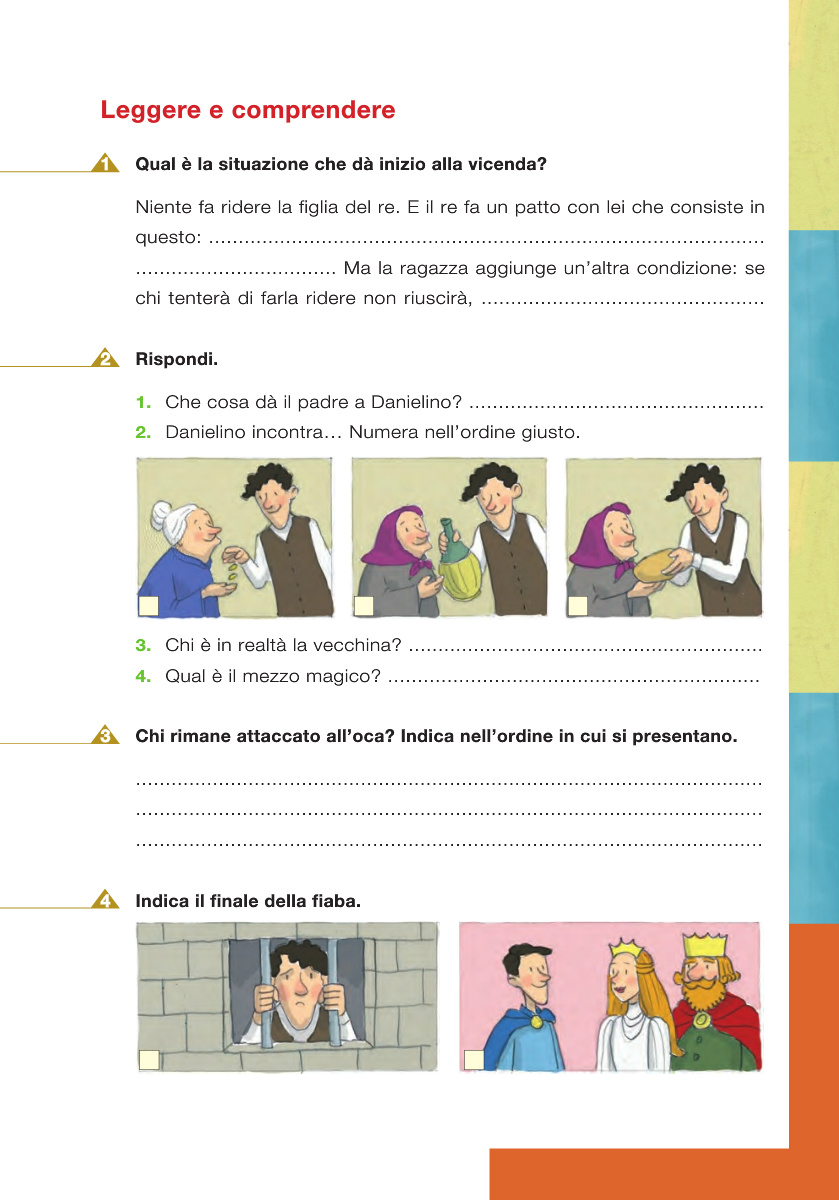 Leggere e comprendere
1 Qual è la situazione che dà inizio alla vicenda?
Niente fa ridere la figlia del re. E il re fa un patto con lei che consiste in
questo: ...............................................................................................
.................................. Ma la ragazza aggiunge un’altra condizione: se
chi tenterà di farla ridere non riuscirà, ................................................
2 Rispondi.
1. Che cosa dà il padre a Danielino? ..................................................
2. Danielino incontra… Numera nell’ordine giusto.
3. Chi è in realtà la vecchina? ............................................................
4. Qual è il mezzo magico? ...............................................................
3 Chi rimane attaccato all’oca? Indica nell’ordine in cui si presentano.
..........................................................................................................
..........................................................................................................
..........................................................................................................
4 Indica il finale della fiaba.